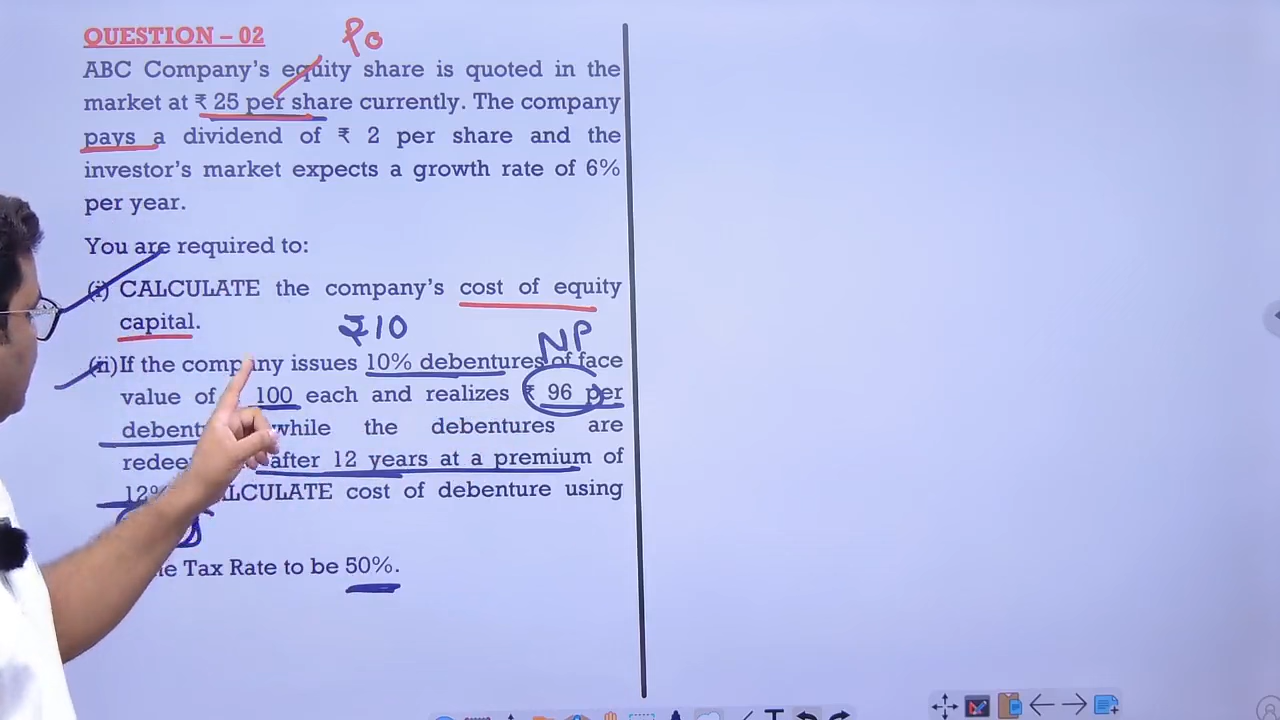 QUESTION – 02
P0
ABC Company's equity share is quoted in the
market at ₹ 25 per share currently. The company
pays a dividend of ₹ 2 per share and the
investor's market expects a growth rate of 6%
per year.
You are required to:
(i) CALCULATE the company's cost of equity
capital.
₹10
NP
(ii) If the company issues 10% debentures of face
value of 100 each and realizes ₹ 96 per
while the debentures are
after 12 years at a premium of
12% cost of debenture using
Tax Rate to be 50%.
T